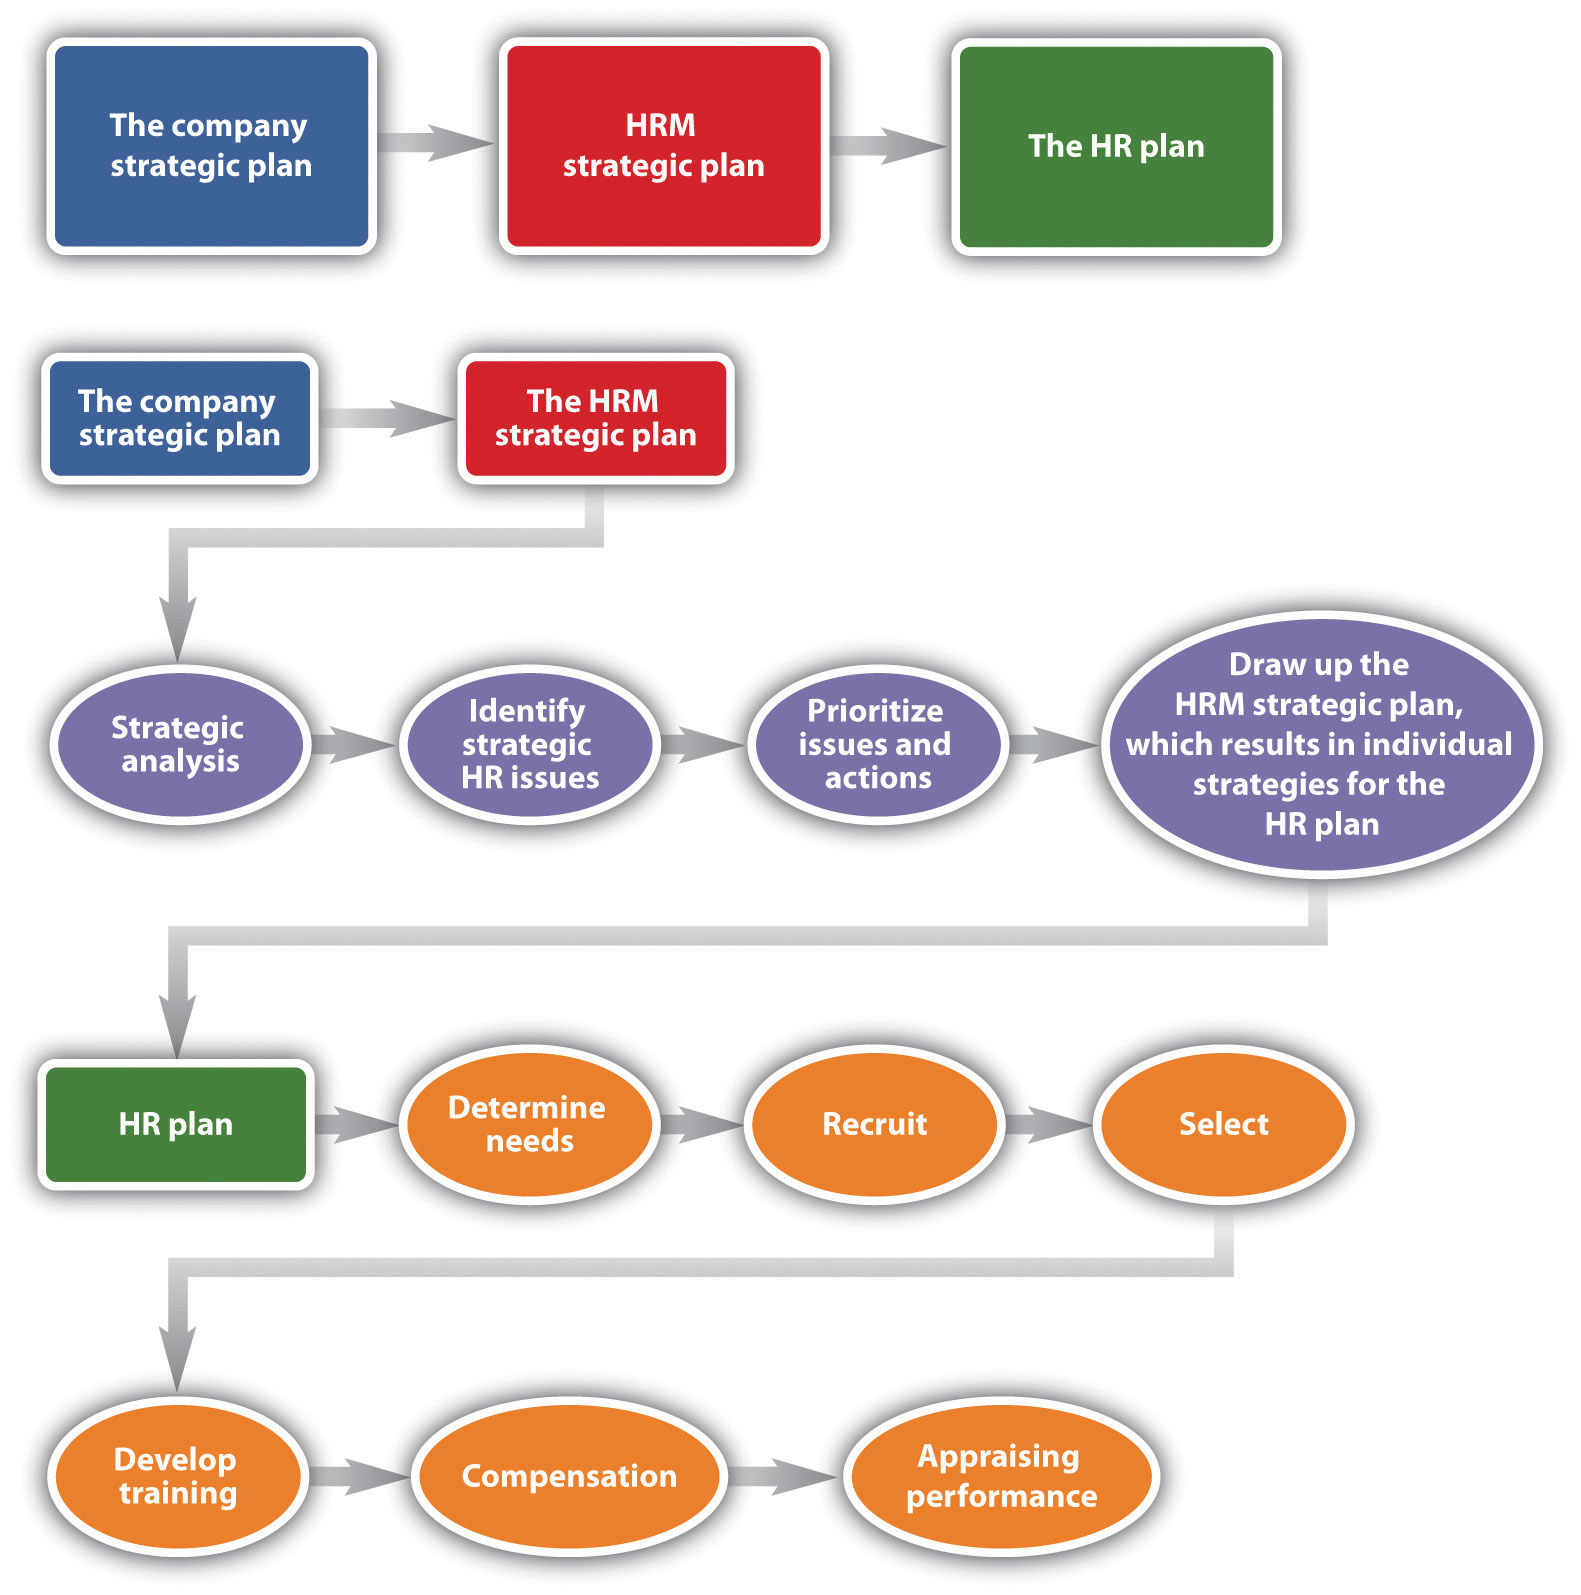 The company
strategic plan
HRM
strategic plan
The HR plan
The company
strategic plan
The HRM
strategic plan
Strategic
analysis
Identify
strategic
HR issues
Prioritize
issues and
actions
Draw up the
HRM strategic plan,
which results in individual
strategies for the
HR plan
HR plan
Determine
needs
Recruit
Select
Develop
training
Compensation
Appraising
performance